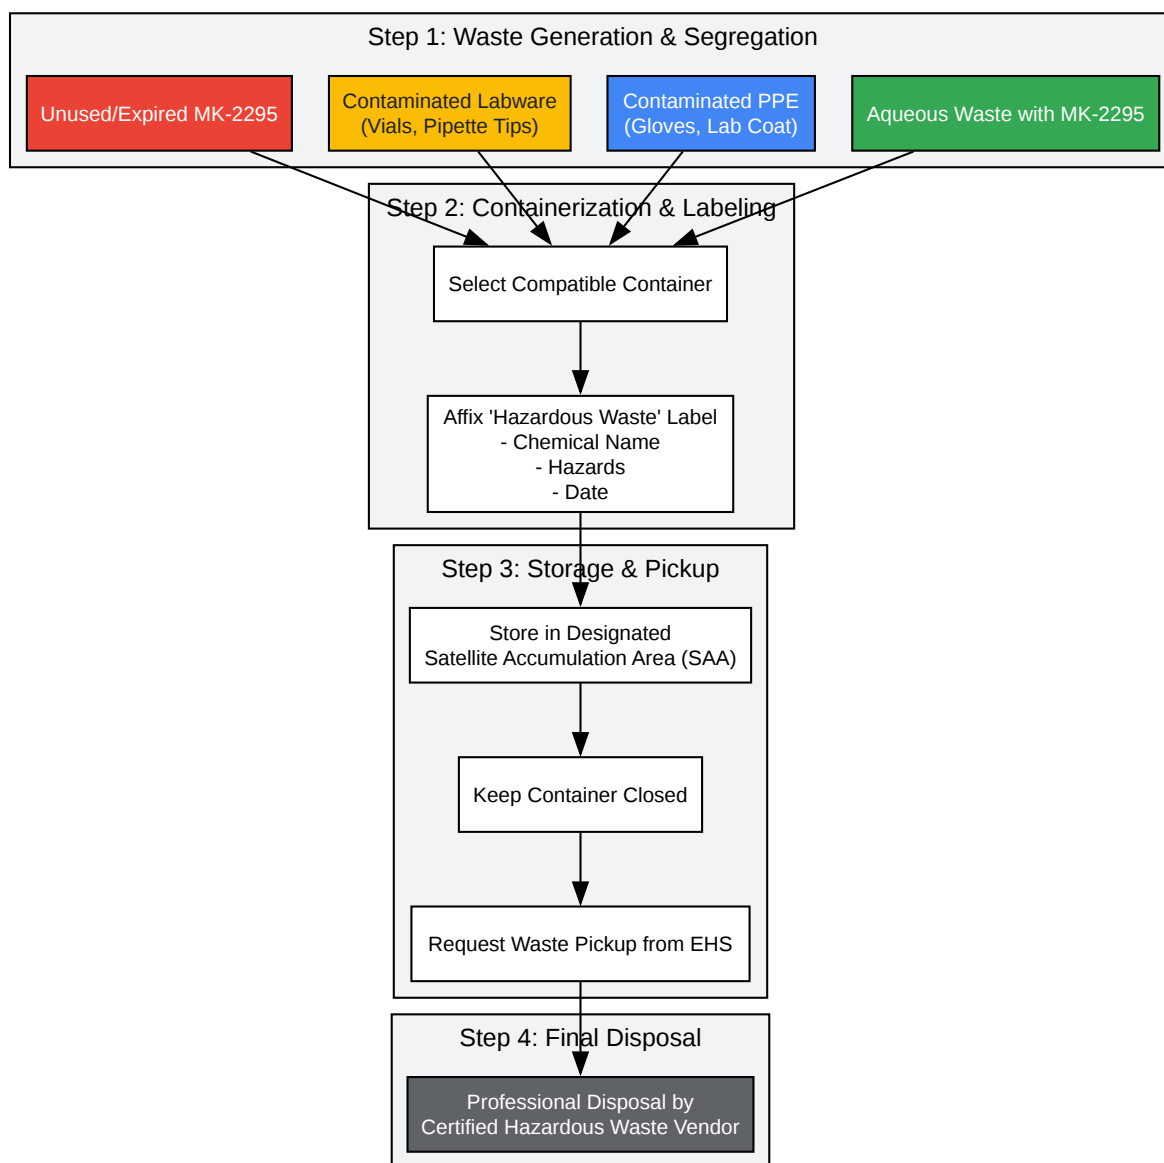 Step 1: Waste Generation & Segregation
Unused/Expired MK-2295
Contaminated Labware
(Vials, Pipette Tips)
Contaminated PPE
(Gloves, Lab Coat)
Aqueous Waste with MK-2295
Step 2: Containerization & Labeling
Select Compatible Container
Affix 'Hazardous Waste' Label
- Chemical Name
- Hazards
- Date
Step 3: Storage & Pickup
Store in Designated
Satellite Accumulation Area (SAA)
Keep Container Closed
Request Waste Pickup from EHS
Step 4: Final Disposal
Professional Disposal by
Certified Hazardous Waste Vendor